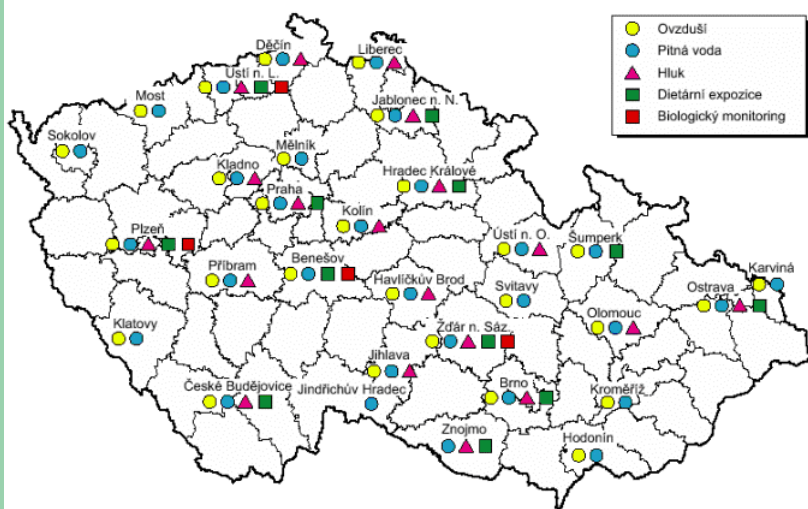 Ovzduší
Pitná voda
Hluk
Dietární expozice
Biologický monitoring
Děčín
Liberec
Ústí n. L.
Most
Jablonec n. N.
Sokolov
Mělník
Kladno
Hradec Králové
Praha
Kolín
Plzeň
Ústí n. O.
Šumperk
Benešov
Příbram
Karviná
Havlíčkův Brod
Svitavy
Ostrava
Olomouc
Klatovy
Žďár n. Sáz.
Jihlava
České Budějovice
Jindřichův Hradec
Brno
Kroměříž
Znojmo
Hodonín